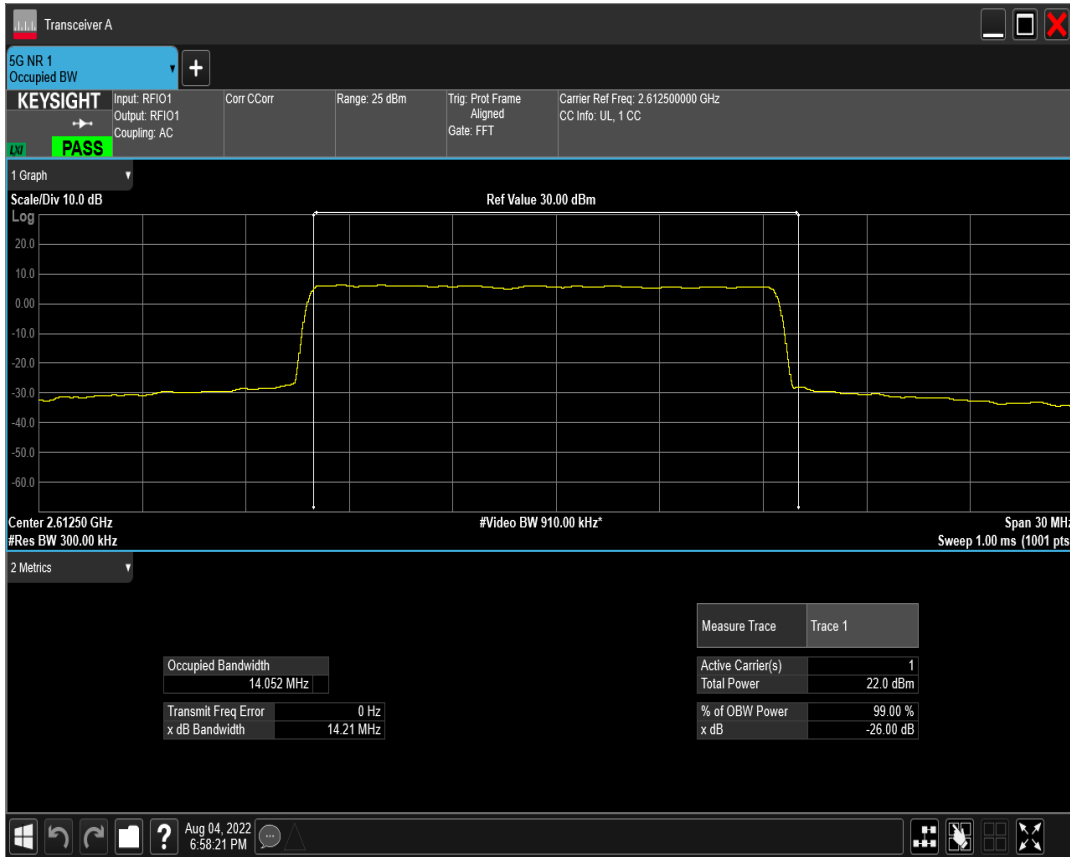 Transceiver A
5G NR 1
Occupied BW
KEYSIGHT
LXI
PASS
Input: RFIO1
Output: RFIO1
Coupling: AC
Corr CCorr
Range: 25 dBm
Trig: Prot Frame
Aligned
Gate: FFT
Carrier Ref Freq: 2.612500000 GHz
CC Info: UL, 1 CC
1 Graph
Scale/Div 10.0 dB
Ref Value 30.00 dBm
Log
20.0
10.0
0.00
-10.0
-20.0
-30.0
-40.0
-50.0
-60.0
Center 2.61250 GHz
#Video BW 910.00 kHz*
Span 30 MHz
#Res BW 300.00 kHz
Sweep 1.00 ms (1001 pts
2 Metrics
Measure Trace Trace 1
Occupied Bandwidth
14.052 MHz
Active Carrier(s) 1
Total Power 22.0 dBm
Transmit Freq Error 0 Hz
x dB Bandwidth 14.21 MHz
% of OBW Power 99.00 %
x dB -26.00 dB
?
Aug 04, 2022
6:58:21 PM